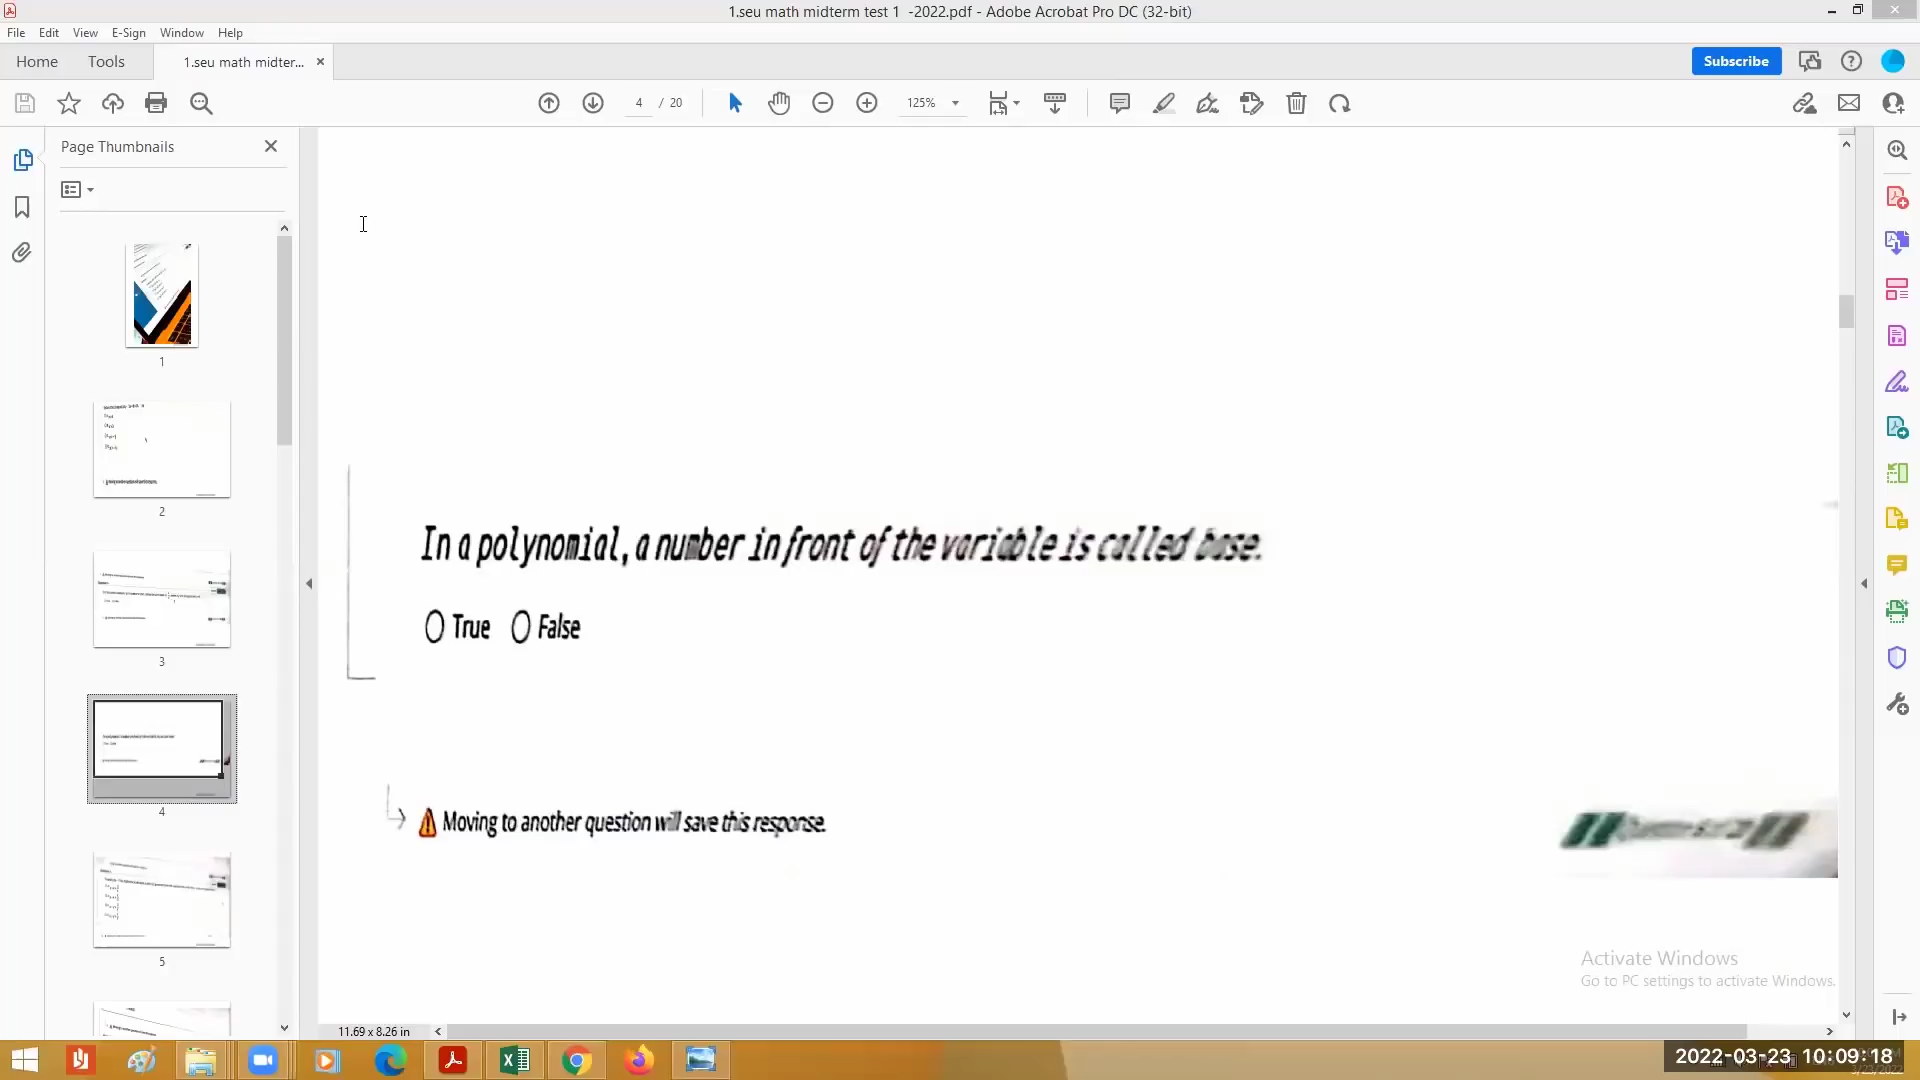 1.seu math midterm test 1 -2022.pdf - Adobe Acrobat Pro DC (32-bit)
File Edit View E-Sign Window Help
Home Tools 1.seu math midter... × Subscribe
4 / 20 125%
Page Thumbnails
1
2
3
4
5
In a polynomial, a number in front of the variable is called base.
True False
Moving to another question will save this response.
Activate Windows
Go to PC settings to activate Windows.
11.69 x 8.26 in
2022-03-23 10:09:18